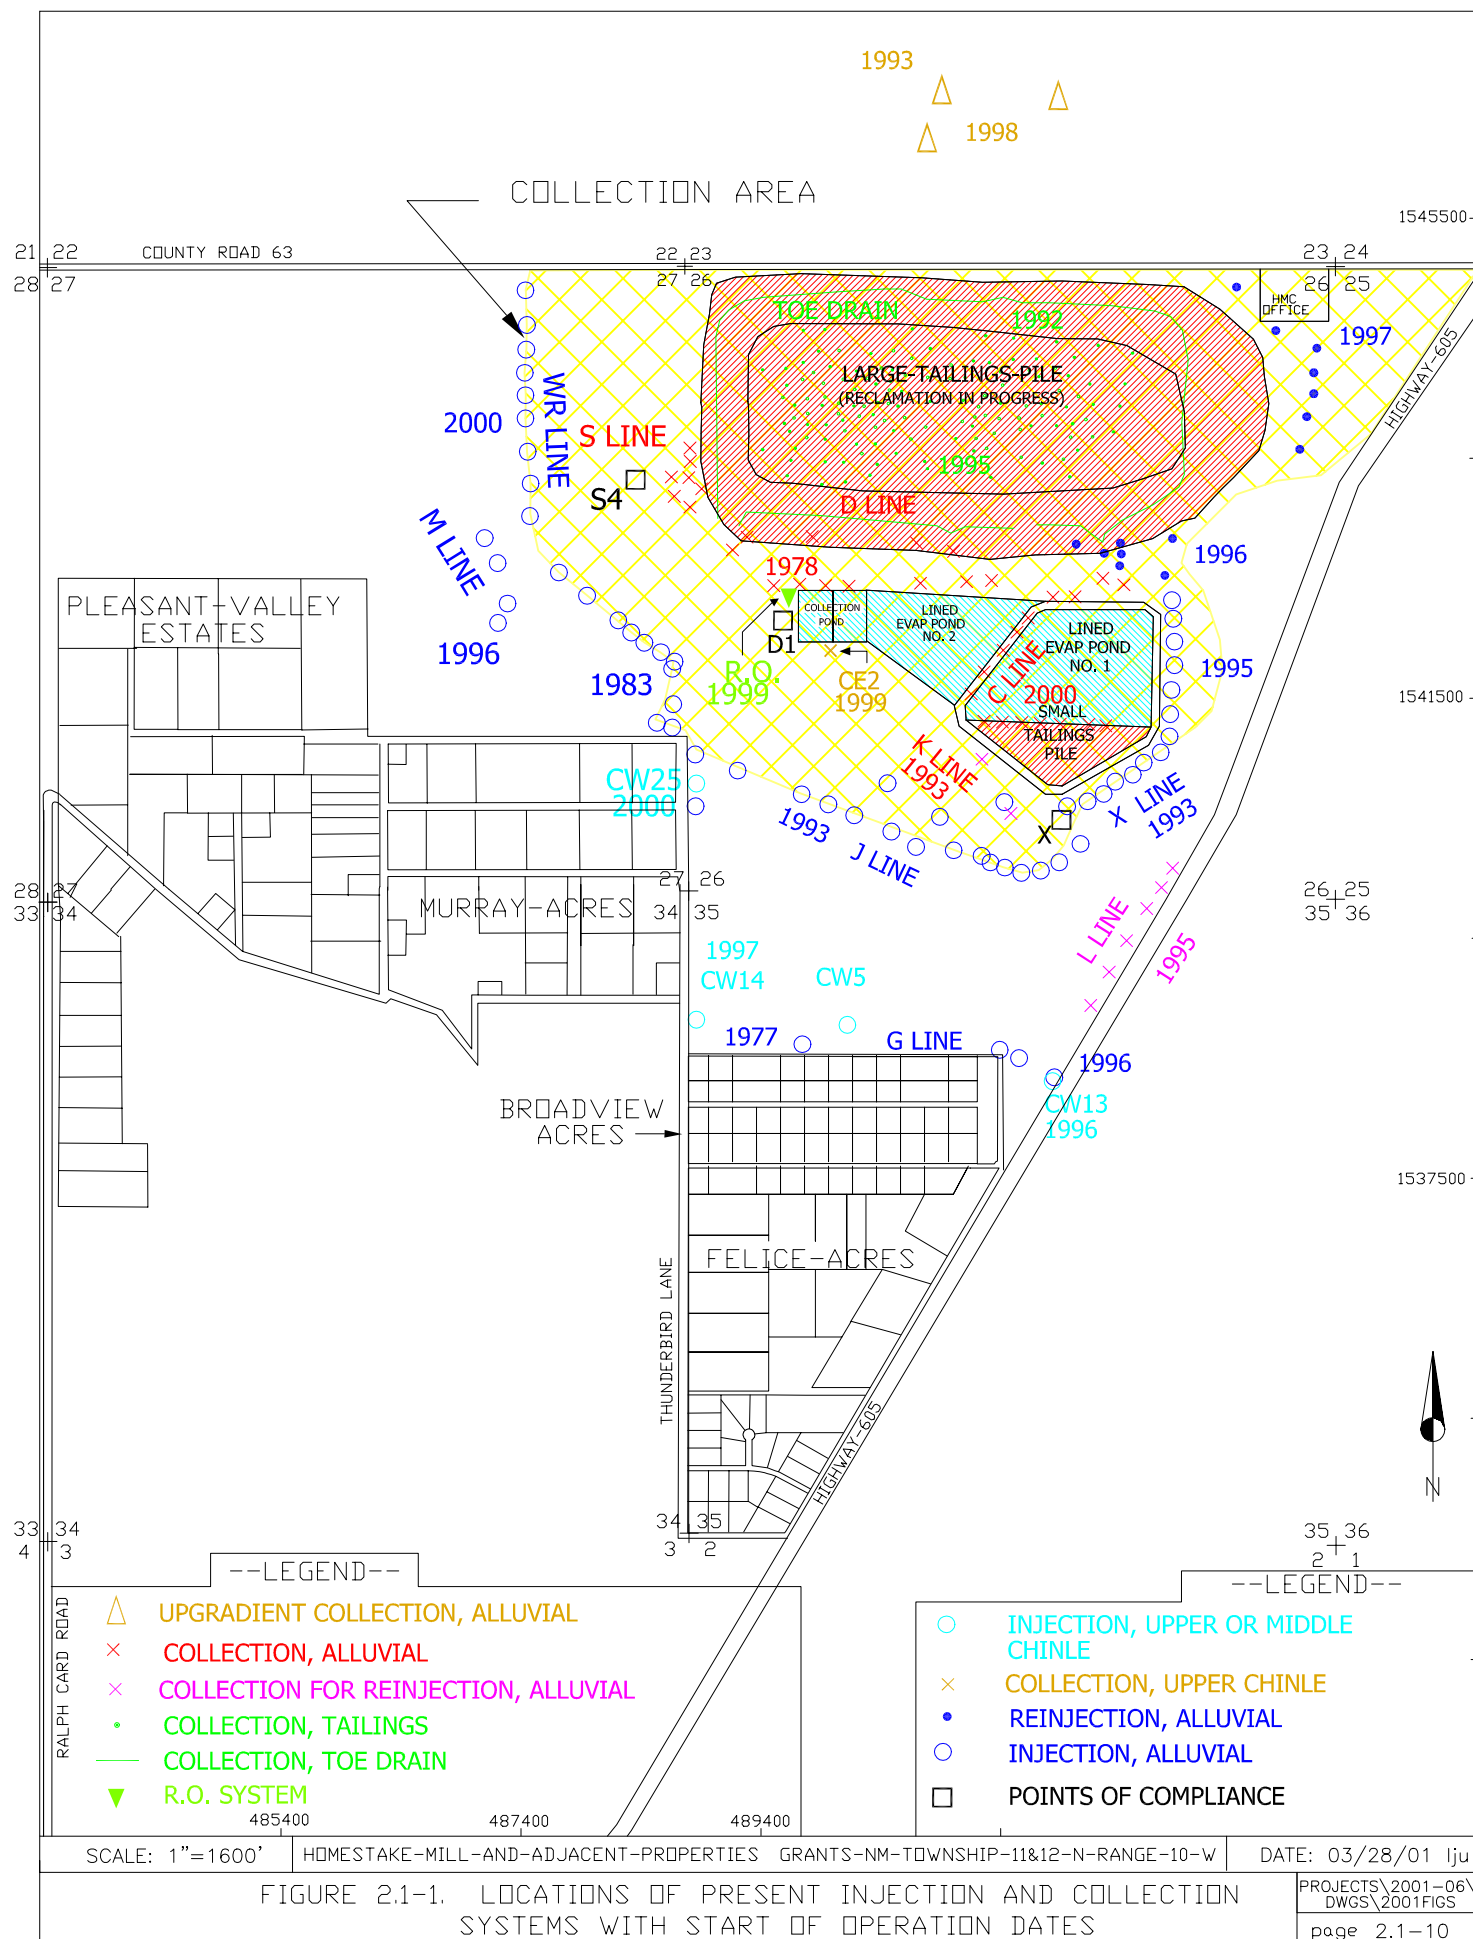 1993
1998
COLLECTION AREA
1545500
21 22
28 27
COUNTY ROAD 63
22 23
27 26
23 24
26 25
HMC
OFFICE
1997
HIGHWAY-605
TOE DRAIN
1992
LARGE-TAILINGS-PILE
(RECLAMATION IN PROGRESS)
1995
D LINE
WR LINE
2000
S LINE
S4
M LINE
1996
1978
1996
PLEASANT-VALLEY
ESTATES
COLLECTION
POND
LINED
EVAP POND
NO. 2
LINED
EVAP POND
NO. 1
D1
R.O.
1999
CE2
1999
C LINE
2000
SMALL
TAILINGS
PILE
1995
1541500
1983
K LINE
1993
CW25
2000
1993
J LINE
X
X LINE
1993
28 27
33 34
27 26
34 35
26 25
35 36
MURRAY-ACRES
L LINE
1995
1997
CW14
CW5
1977
G LINE
1996
CW13
1996
BROADVIEW
ACRES
1537500
FELICE-ACRES
THUNDERBIRD LANE
HIGHWAY-605
N
33 34
4 3
34 35
3 2
35 36
2 1
--LEGEND--
UPGRADIENT COLLECTION, ALLUVIAL
COLLECTION, ALLUVIAL
COLLECTION FOR REINJECTION, ALLUVIAL
COLLECTION, TAILINGS
COLLECTION, TOE DRAIN
R.O. SYSTEM
RALPH CARD ROAD
--LEGEND--
INJECTION, UPPER OR MIDDLE
CHINLE
COLLECTION, UPPER CHINLE
REINJECTION, ALLUVIAL
INJECTION, ALLUVIAL
POINTS OF COMPLIANCE
485400
487400
489400
SCALE: 1"=1600'
HOMESTAKE-MILL-AND-ADJACENT-PROPERTIES GRANTS-NM-TOWNSHIP-11&12-N-RANGE-10-W
DATE: 03/28/01 lju
FIGURE 2.1-1. LOCATIONS OF PRESENT INJECTION AND COLLECTION
SYSTEMS WITH START OF OPERATION DATES
PROJECTS\2001-06\
DWGS\2001FIGS
page 2.1-10